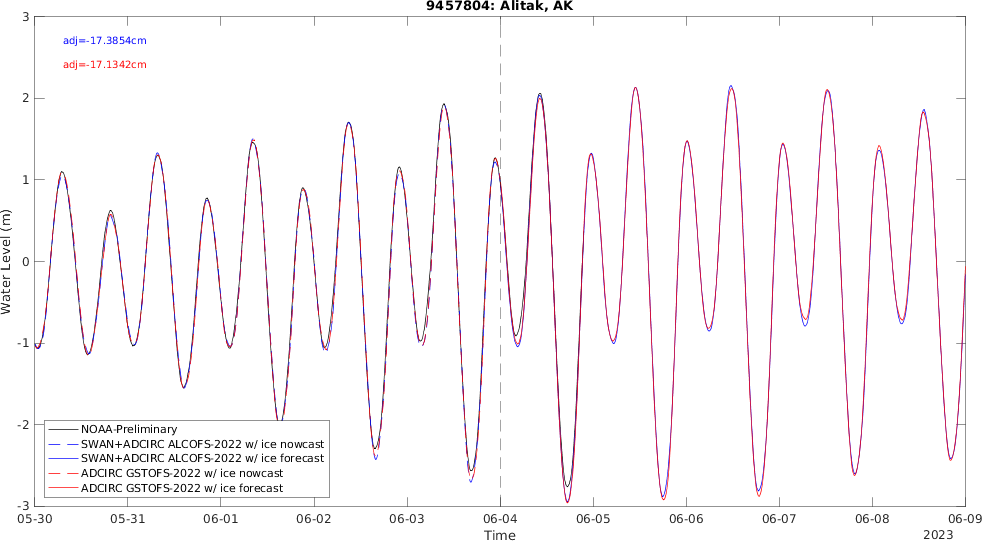 9457804: Alitak, AK
adj=-17.3854cm
adj=-17.1342cm
3
2
1
0
-1
-2
-3
Water Level (m)
NOAA-Preliminary
SWAN+ADCIRC ALCOFS-2022 w/ ice nowcast
SWAN+ADCIRC ALCOFS-2022 w/ ice forecast
ADCIRC GSTOFS-2022 w/ ice nowcast
ADCIRC GSTOFS-2022 w/ ice forecast
05-30 05-31 06-01 06-02 06-03 06-04 06-05 06-06 06-07 06-08 06-09
Time
2023